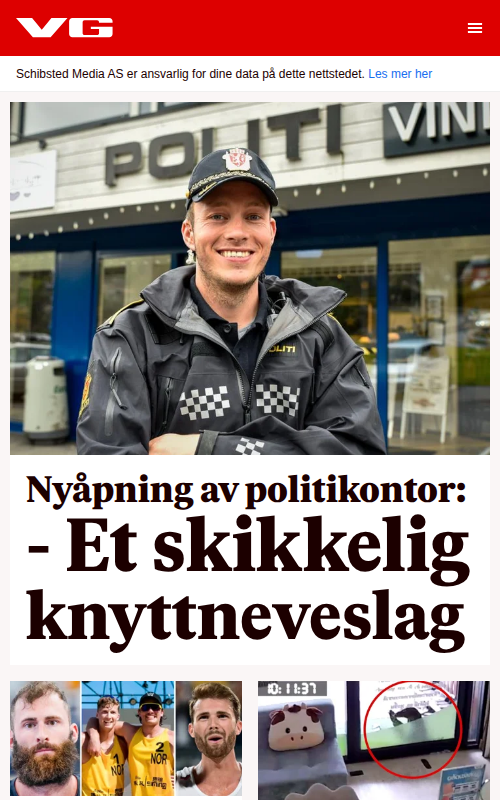 VG
Schibsted Media AS er ansvarlig for dine data på dette nettstedet. Les mer her
POLITI
VIN
POLITI
Nyåpning av politikontor:
- Et skikkelig
knyttneveslag
10:11:37
1
NOR
2
NOR